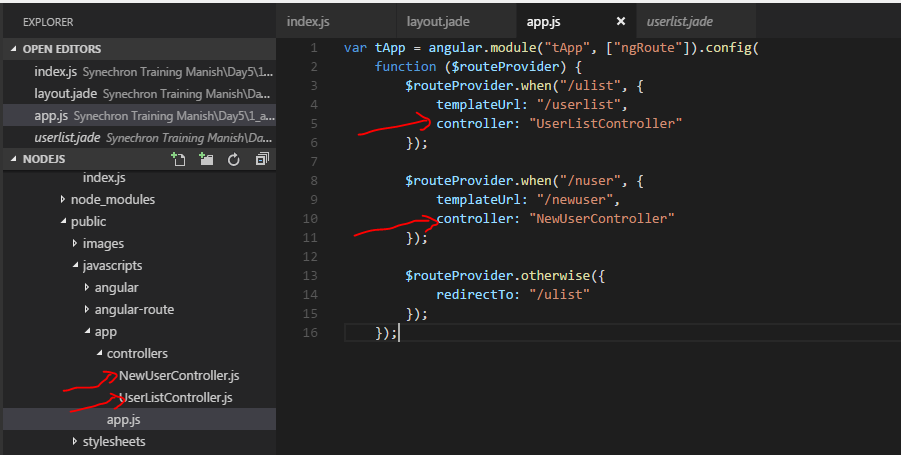 EXPLORER
OPEN EDITORS
index.js Synechron Training Manish\Day5\1...
layout.jade Synechron Training Manish\Da...
app.js Synechron Training Manish\Day5\1_a...
userlist.jade Synechron Training Manish\D...
NODEJS
index.js
node_modules
public
images
javascripts
angular
angular-route
app
controllers
NewUserController.js
UserListController.js
app.js
stylesheets
index.js layout.jade app.js × userlist.jade
1 var tApp = angular.module("tApp", ["ngRoute"]).config(
2 function ($routeProvider) {
3 $routeProvider.when("/ulist", {
4 templateUrl: "/userlist",
5 controller: "UserListController"
6 });
7
8 $routeProvider.when("/nuser", {
9 templateUrl: "/newuser",
10 controller: "NewUserController"
11 });
12
13 $routeProvider.otherwise({
14 redirectTo: "/ulist"
15 });
16 });